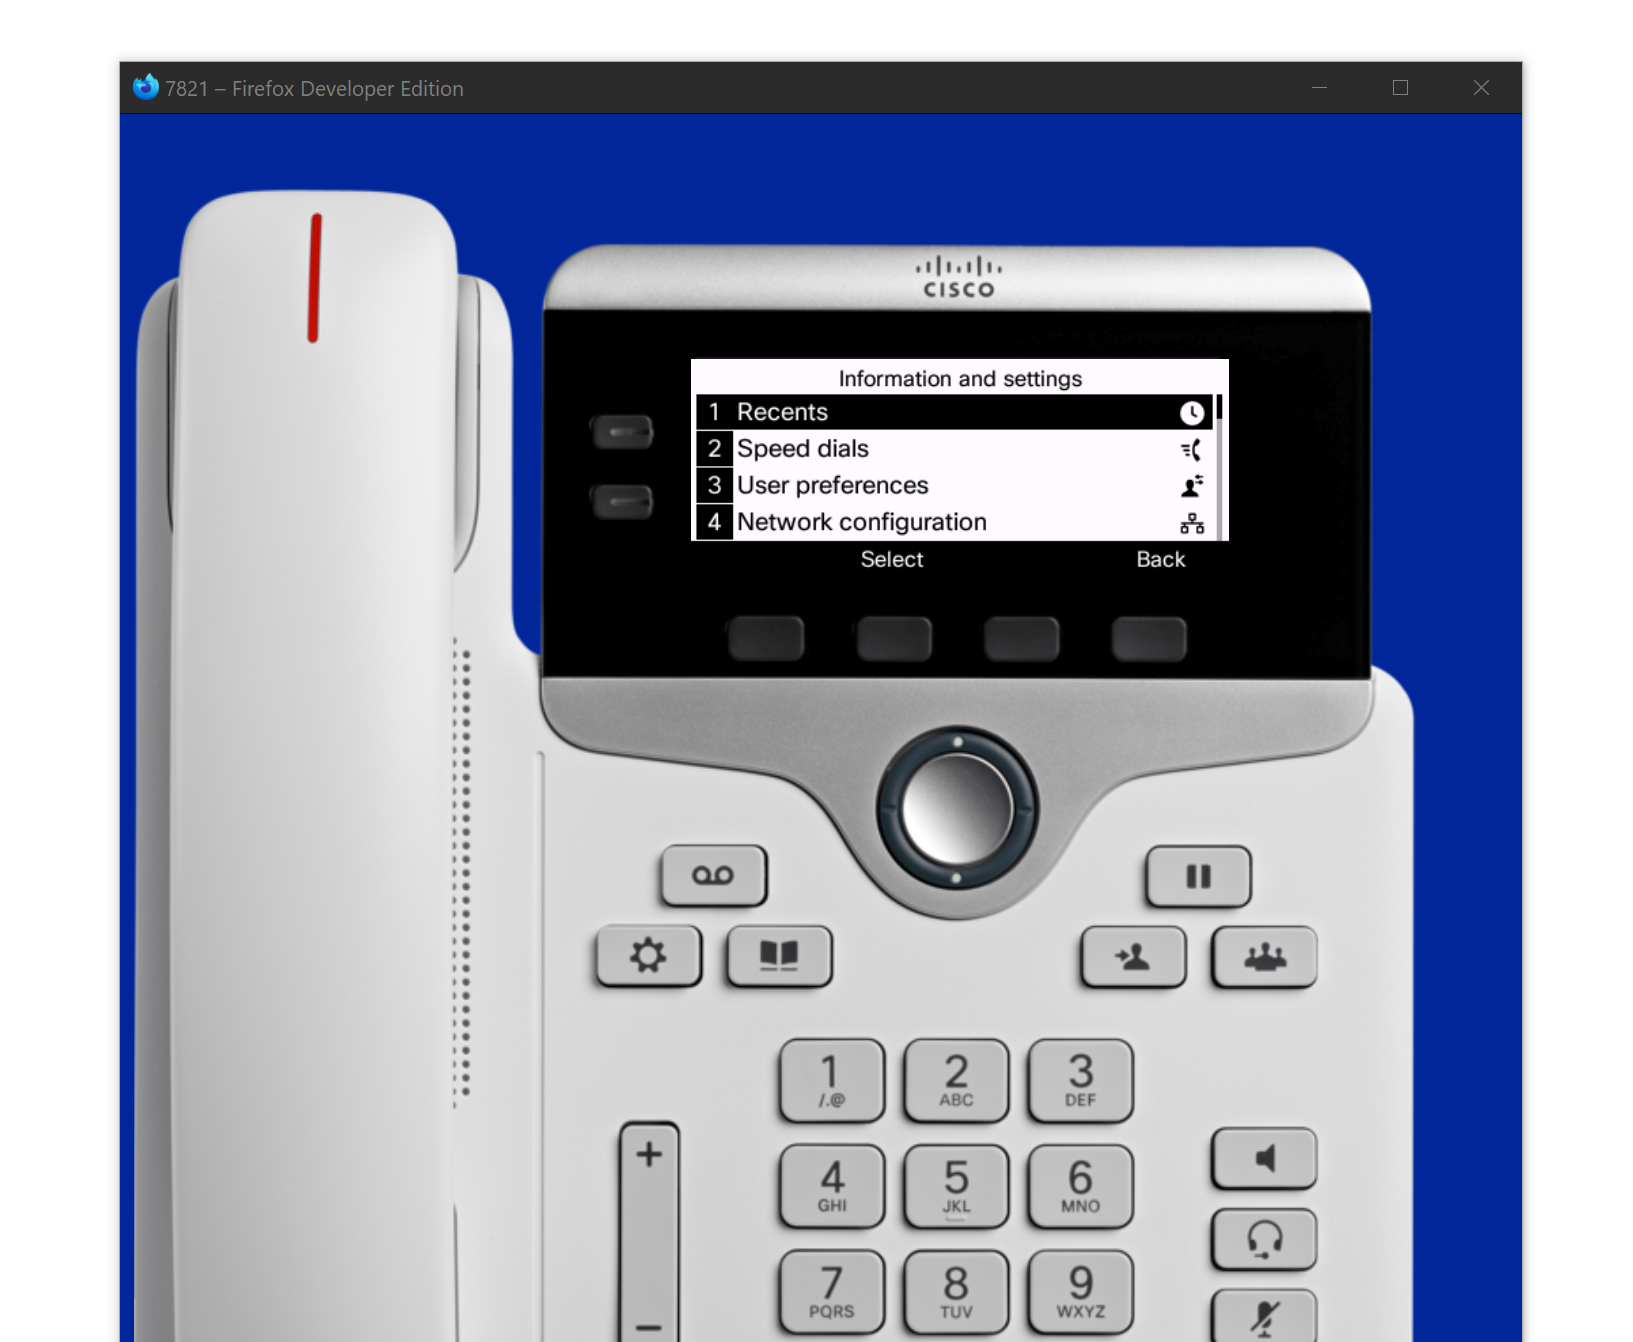 7821 – Firefox Developer Edition
CISCO
Information and settings
1 Recents
2 Speed dials
3 User preferences
4 Network configuration
Select Back
1 2 3
/.@ ABC DEF
+
4 5 6
GHI JKL MNO
7 8 9
PQRS TUV WXYZ
−